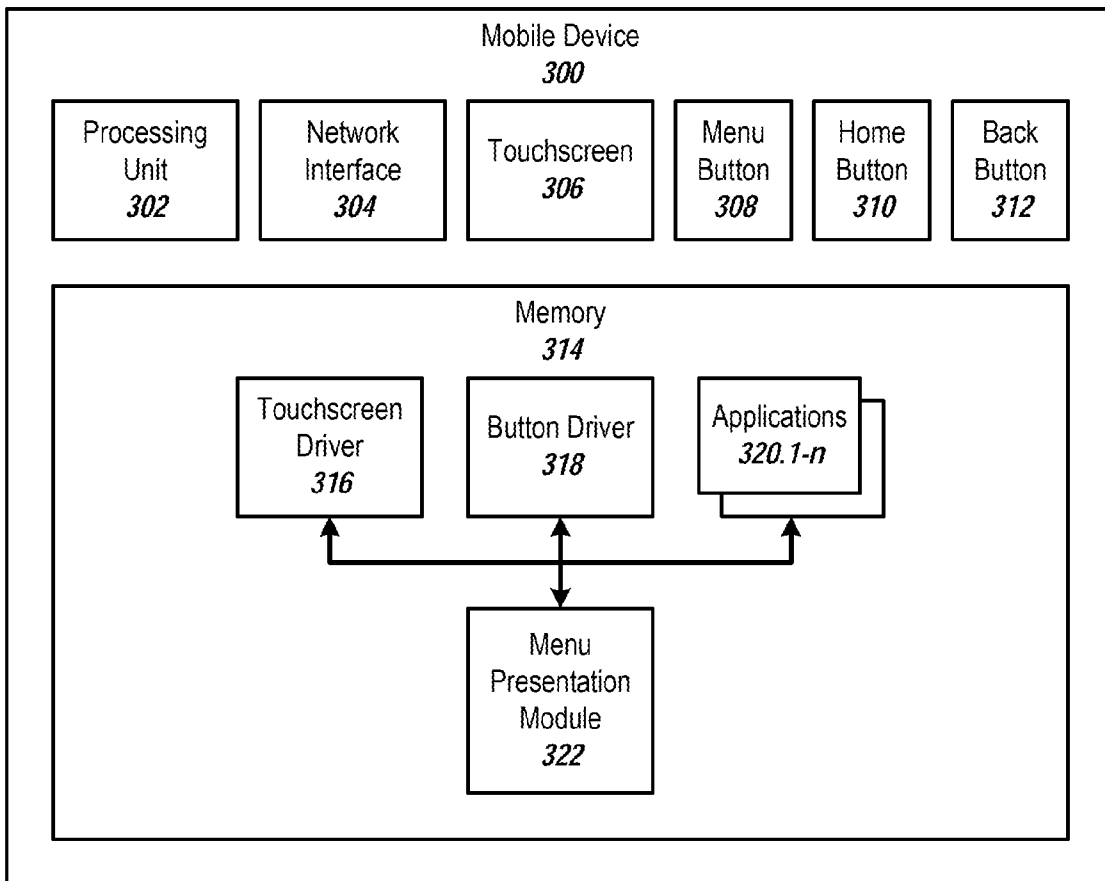 Mobile Device
300
Processing
Unit
302
Network
Interface
304
Touchscreen
306
Menu
Button
308
Home
Button
310
Back
Button
312
Memory
314
Touchscreen
Driver
316
Button Driver
318
Applications
320.1-n
Menu
Presentation
Module
322